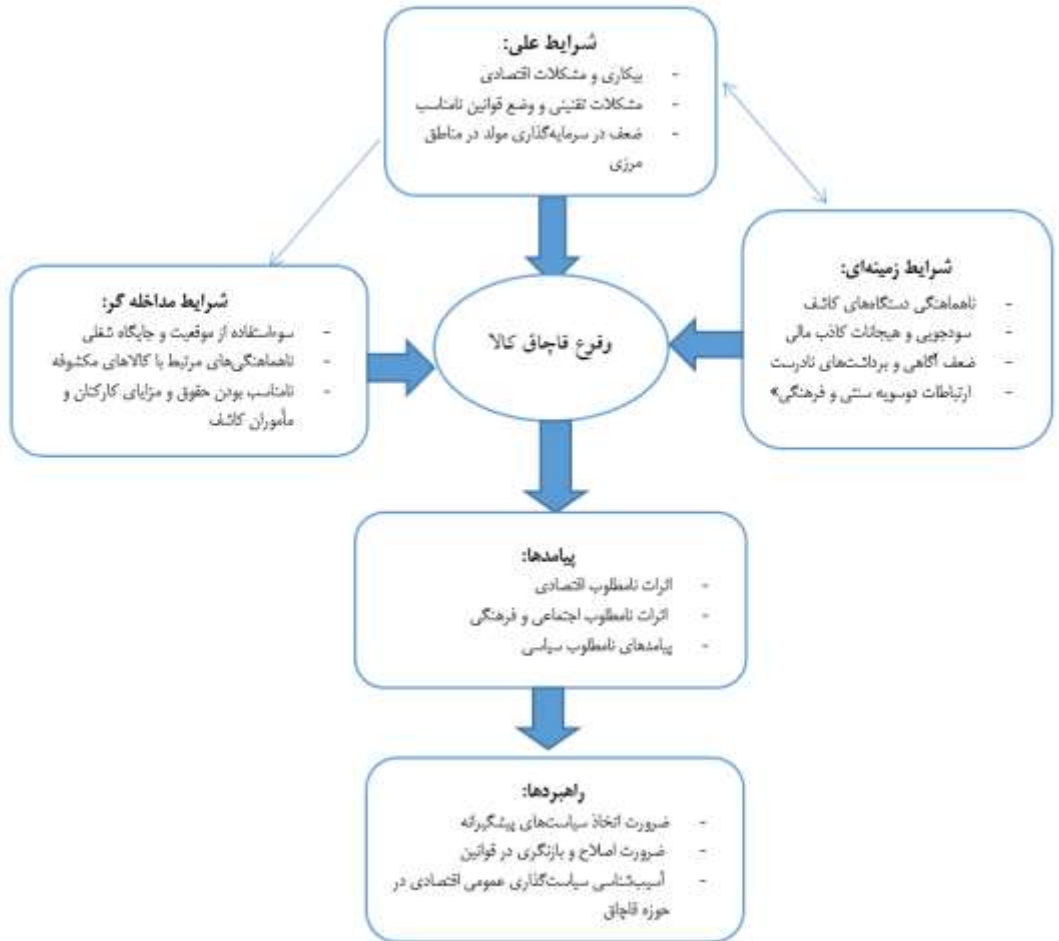 شرایط علی:
- بیکاری و مشکلات اقتصادی
- مشکلات تقنینی و وضع قوانین نامناسب
- ضعف در سرمایه‌گذاری مولد در مناطق
مرزی
شرایط زمینه‌ای:
- ناهماهنگی دستگاه‌های کاشف
- سودجویی و هیجانات کاذب مالی
- ضعف آگاهی و برداشت‌های نادرست
- ارتباطات دوسویه سنتی و فرهنگی»
وقوع قاچاق کالا
شرایط مداخله گر:
- سوءاستفاده از موقعیت و جایگاه شغلی
- ناهماهنگی‌های مرتبط با کالاهای مکشوفه
- نامناسب بودن حقوق و مزایای کارکنان و
مأموران کاشف
پیامدها:
- اثرات نامطلوب اقتصادی
- اثرات نامطلوب اجتماعی و فرهنگی
- پیامدهای نامطلوب سیاسی
راهبردها:
- ضرورت اتخاذ سیاست‌های پیشگیرانه
- ضرورت اصلاح و بازنگری در قوانین
- آسیب‌شناسی سیاست‌گذاری عمومی اقتصادی در
حوزه قاچاق